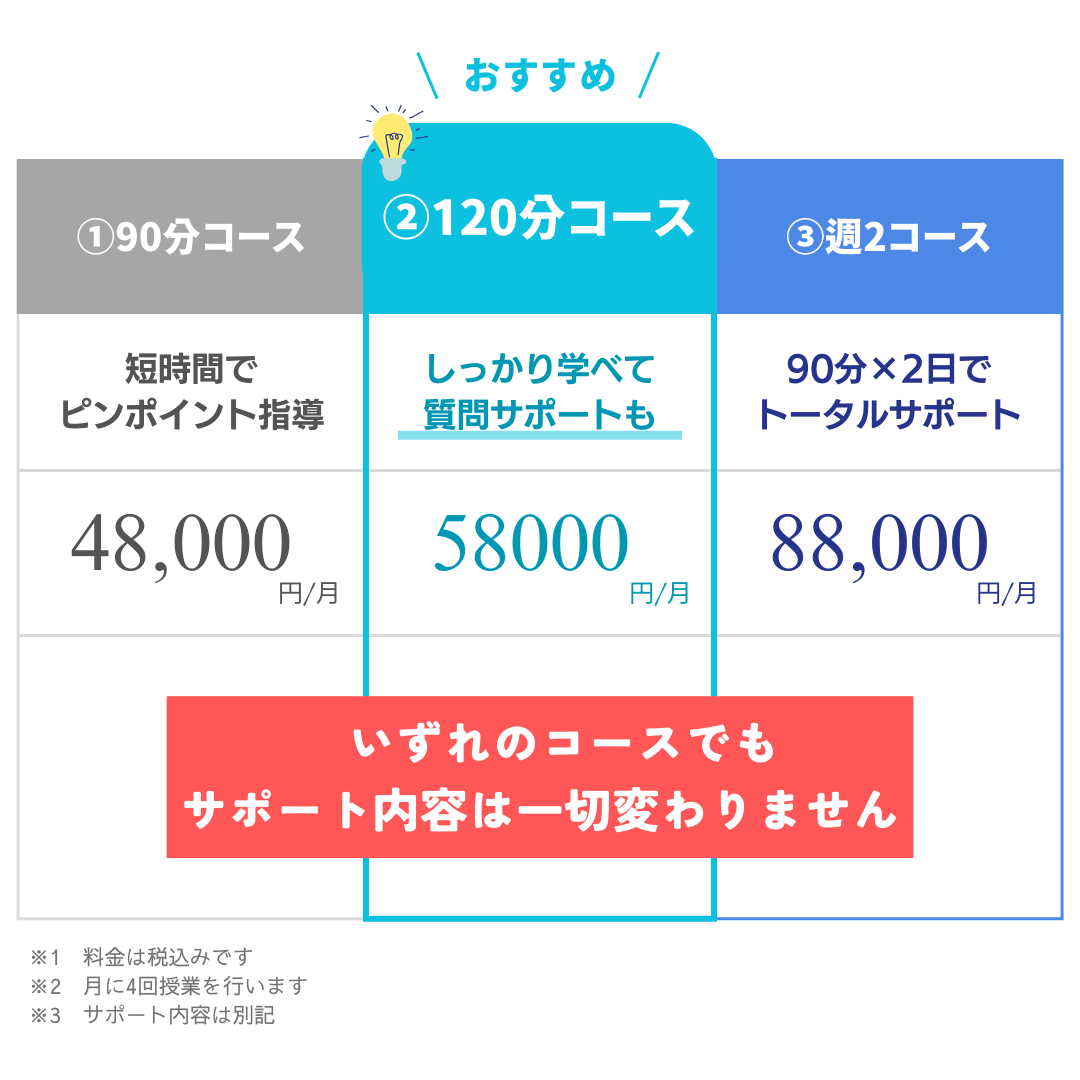 おすすめ
①90分コース
②120分コース
③週2コース
短時間で
ピンポイント指導
しっかり学べて
質問サポートも
90分×2日で
トータルサポート
48,000
円/月
58000
円/月
88,000
円/月
いずれのコースでも
サポート内容は一切変わりません
※1　料金は税込みです
※2　月に4回授業を行います
※3　サポート内容は別記